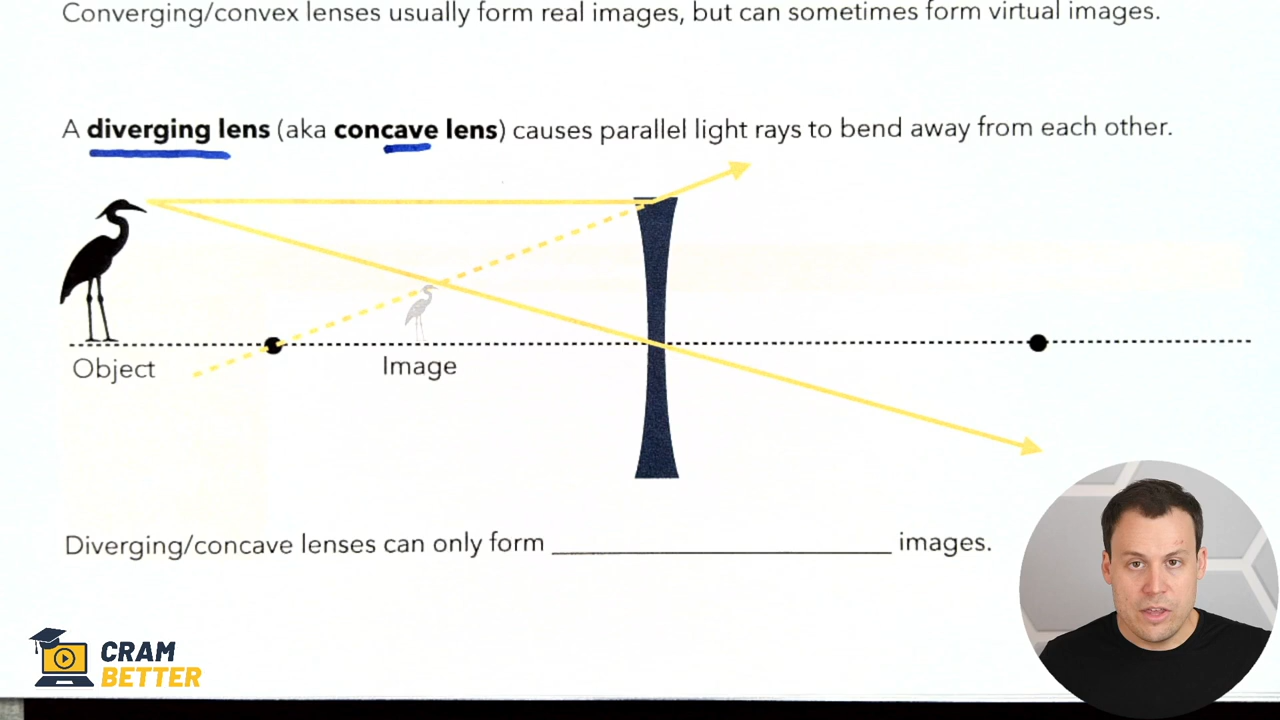 Converging/convex lenses usually form real images, but can sometimes form virtual images.
A diverging lens (aka concave lens) causes parallel light rays to bend away from each other.
Object
Image
Diverging/concave lenses can only form ____________________ images.
CRAM
BETTER